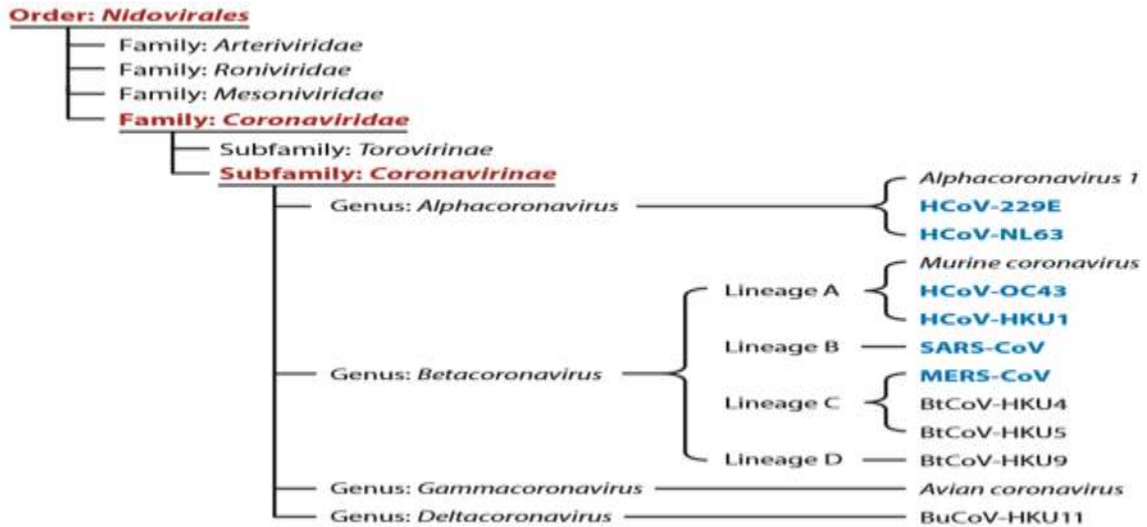 Order: Nidovirales
Family: Arteriviridae
Family: Roniviridae
Family: Mesoniviridae
Family: Coronaviridae
Subfamily: Torovirinae
Subfamily: Coronavirinae
Genus: Alphacoronavirus
Alphacoronavirus 1
HCoV-229E
HCoV-NL63
Genus: Betacoronavirus
Lineage A
Murine coronavirus
HCoV-OC43
HCoV-HKU1
Lineage B
SARS-CoV
Lineage C
MERS-CoV
BtCoV-HKU4
BtCoV-HKU5
Lineage D
BtCoV-HKU9
Genus: Gammacoronavirus
Avian coronavirus
Genus: Deltacoronavirus
BuCoV-HKU11